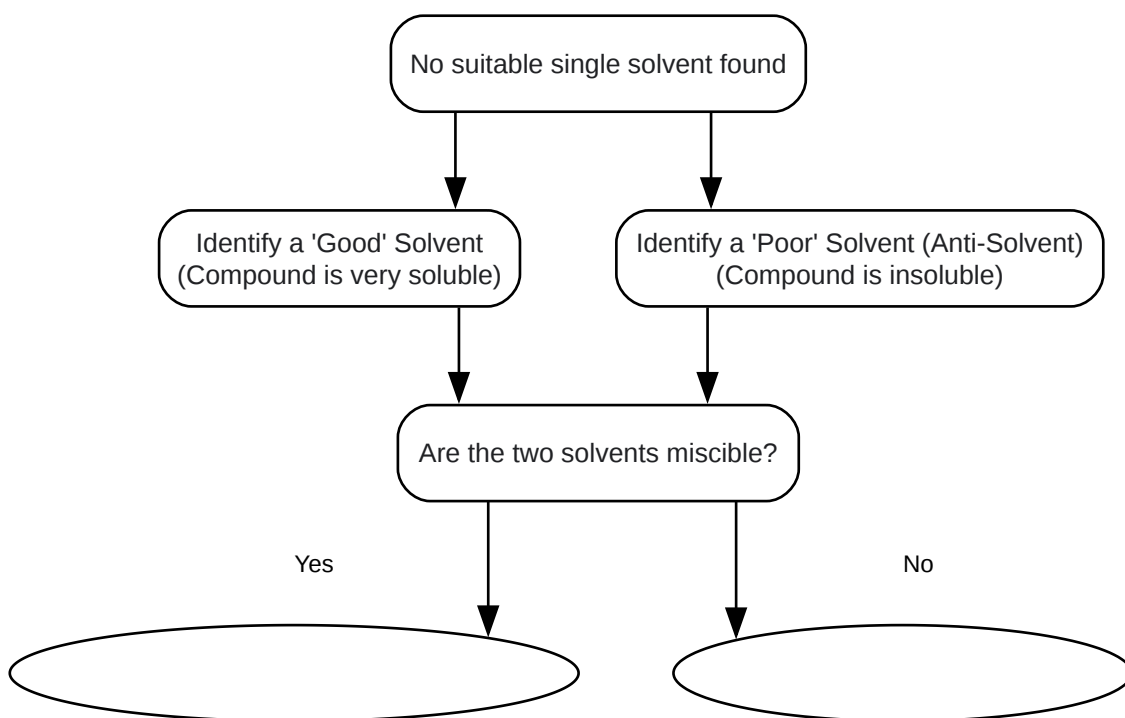 No suitable single solvent found
Identify a 'Good' Solvent
(Compound is very soluble)
Identify a 'Poor' Solvent (Anti-Solvent)
(Compound is insoluble)
Are the two solvents miscible?
Yes
No